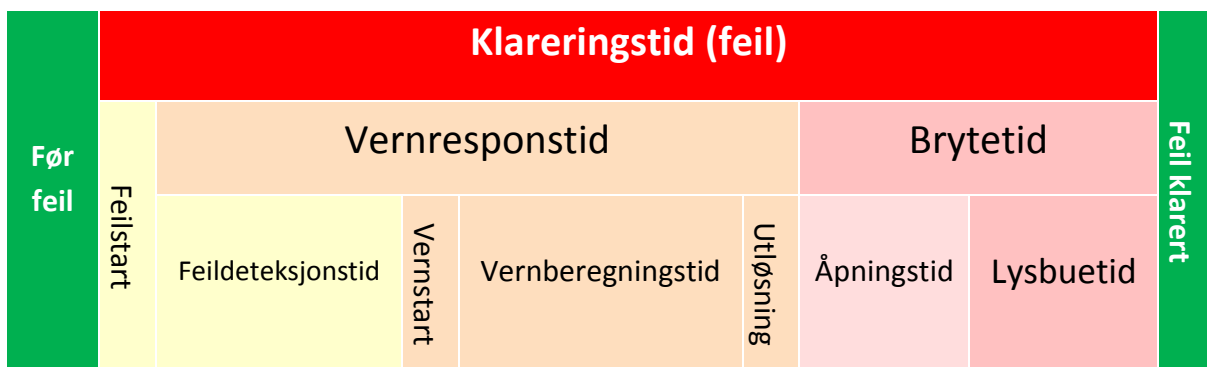 Klareringstid (feil)
Før
feil
Feilstart
Vernresponstid
Brytetid
Feil klarert
Feildeteksjonstid
Vernstart
Vernberegningstid
Utløsning
Åpningstid
Lysbuetid